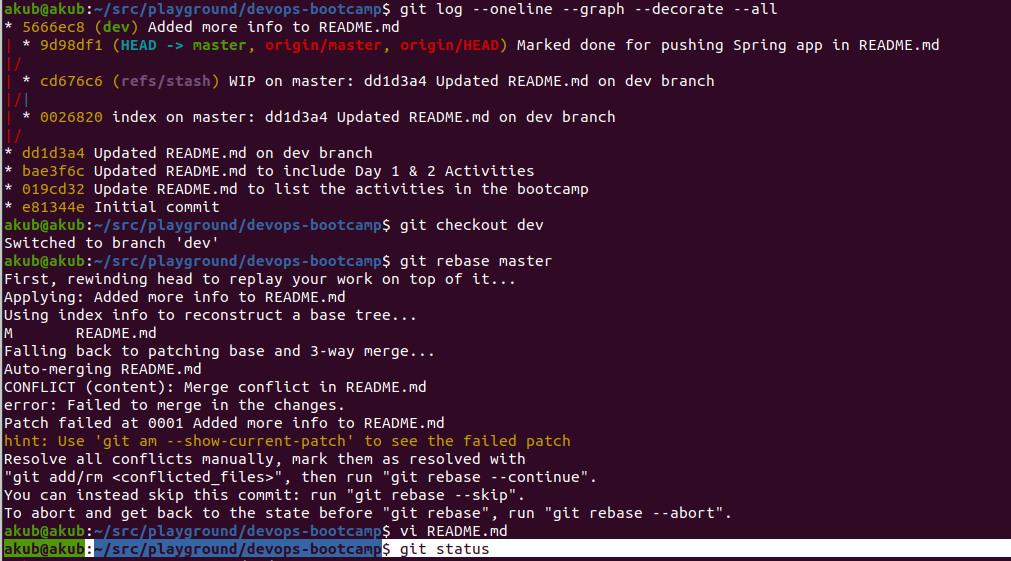 akub@akub:~/src/playground/devops-bootcamp$ git log --oneline --graph --decorate --all
* 5666ec8 (dev) Added more info to README.md
| * 9d98df1 (HEAD -> master, origin/master, origin/HEAD) Marked done for pushing Spring app in README.md
|/
| * cd676c6 (refs/stash) WIP on master: dd1d3a4 Updated README.md on dev branch
|/|
| * 0026820 index on master: dd1d3a4 Updated README.md on dev branch
|/
* dd1d3a4 Updated README.md on dev branch
* bae3f6c Updated README.md to include Day 1 & 2 Activities
* 019cd32 Update README.md to list the activities in the bootcamp
* e81344e Initial commit
akub@akub:~/src/playground/devops-bootcamp$ git checkout dev
Switched to branch 'dev'
akub@akub:~/src/playground/devops-bootcamp$ git rebase master
First, rewinding head to replay your work on top of it...
Applying: Added more info to README.md
Using index info to reconstruct a base tree...
M       README.md
Falling back to patching base and 3-way merge...
Auto-merging README.md
CONFLICT (content): Merge conflict in README.md
error: Failed to merge in the changes.
Patch failed at 0001 Added more info to README.md
hint: Use 'git am --show-current-patch' to see the failed patch
Resolve all conflicts manually, mark them as resolved with
"git add/rm <conflicted_files>", then run "git rebase --continue".
You can instead skip this commit: run "git rebase --skip".
To abort and get back to the state before "git rebase", run "git rebase --abort".
akub@akub:~/src/playground/devops-bootcamp$ vi README.md
akub@akub:~/src/playground/devops-bootcamp$ git status